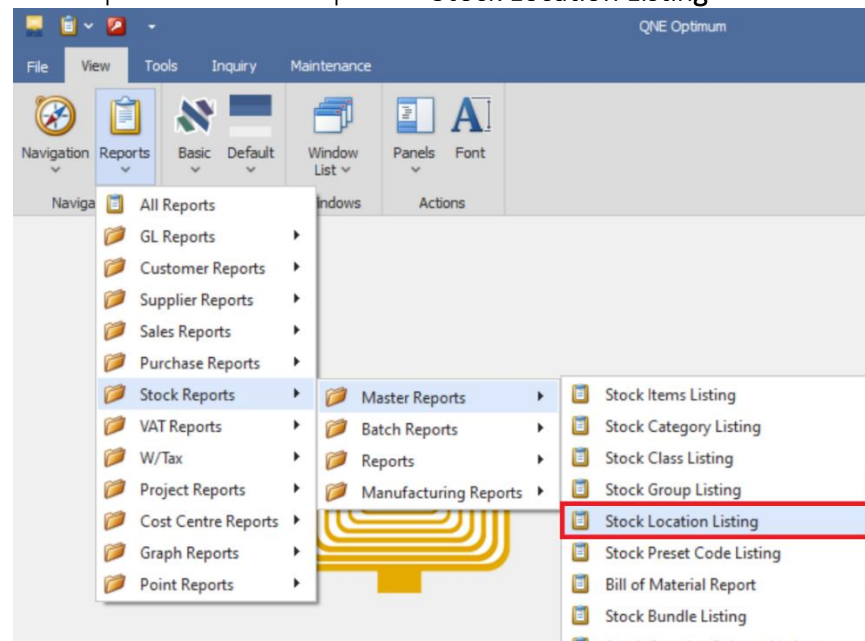 Stock Location Listing
QNE Optimum
File View Tools Inquiry Maintenance
Navigation Reports Basic Default Window List Panels Font
Naviga indows Actions
All Reports
GL Reports
Customer Reports
Supplier Reports
Sales Reports
Purchase Reports
Stock Reports
VAT Reports
W/Tax
Project Reports
Cost Centre Reports
Graph Reports
Point Reports
Master Reports
Batch Reports
Reports
Manufacturing Reports
Stock Items Listing
Stock Category Listing
Stock Class Listing
Stock Group Listing
Stock Location Listing
Stock Preset Code Listing
Bill of Material Report
Stock Bundle Listing